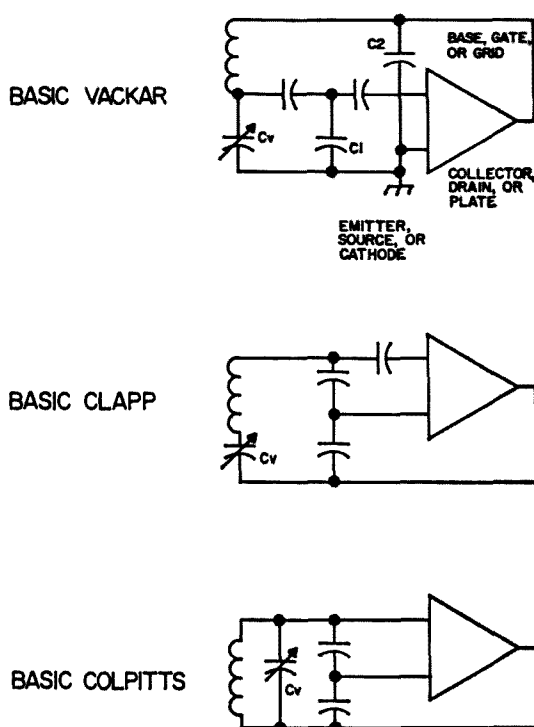 C2
BASE, GATE,
OR GRID
BASIC VACKAR
Cv
C1
COLLECTOR,
DRAIN, OR
PLATE
EMITTER,
SOURCE, OR
CATHODE
BASIC CLAPP
Cv
BASIC COLPITTS
Cv